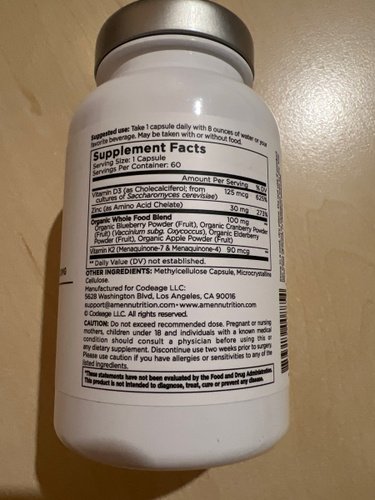 Suggested use: Take 1 capsule daily with 8 ounces of water or your
favorite beverage. May be taken with or without food.
Supplement Facts
Serving Size: 1 Capsule
Servings Per Container: 60
Amount Per Serving %DV
Vitamin D3 (as Cholecalciferol; from 125 mcg 625%
cultures of Saccharomyces cerevisiae)
Zinc (as Amino Acid Chelate) 30 mg 273%
Organic Whole Food Blend 100 mg **
Organic Blueberry Powder (Fruit), Organic Cranberry Powder
(Fruit) (Vaccinium subg. Oxycoccus), Organic Elderberry
Powder (Fruit), Organic Apple Powder (Fruit)
Vitamin K2 (Menaquinone-7 & Menaquinone-4) 90 mcg **
** Daily Value (DV) not established.
OTHER INGREDIENTS: Methylcellulose Capsule, Microcrystalline
Cellulose.
Manufactured for Codeage LLC:
5628 Washington Blvd, Los Angeles, CA 90016
support@amennutrition•www.amennutrition.com
© Codeage LLC. All rights reserved.
CAUTION: Do not exceed recommended dose. Pregnant or nursing
mothers, children under 18 and individuals with a known medical
condition should consult a physician before using this or
any dietary supplement. Discontinue use two weeks prior to surgery.
Please use caution if you have allergies or sensitivities to any of the
listed ingredients.
*These statements have not been evaluated by the Food and Drug Administration.
This product is not intended to diagnose, treat, cure or prevent any disease.